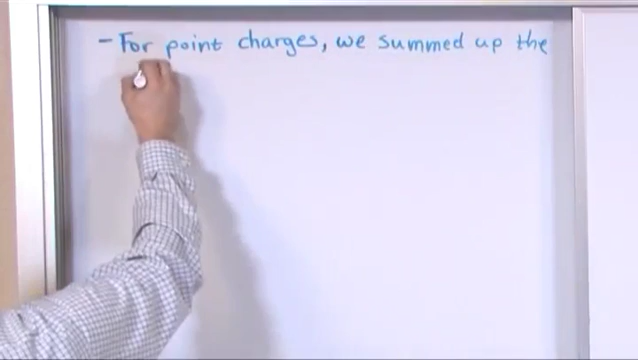 - For point charges, we summed up the